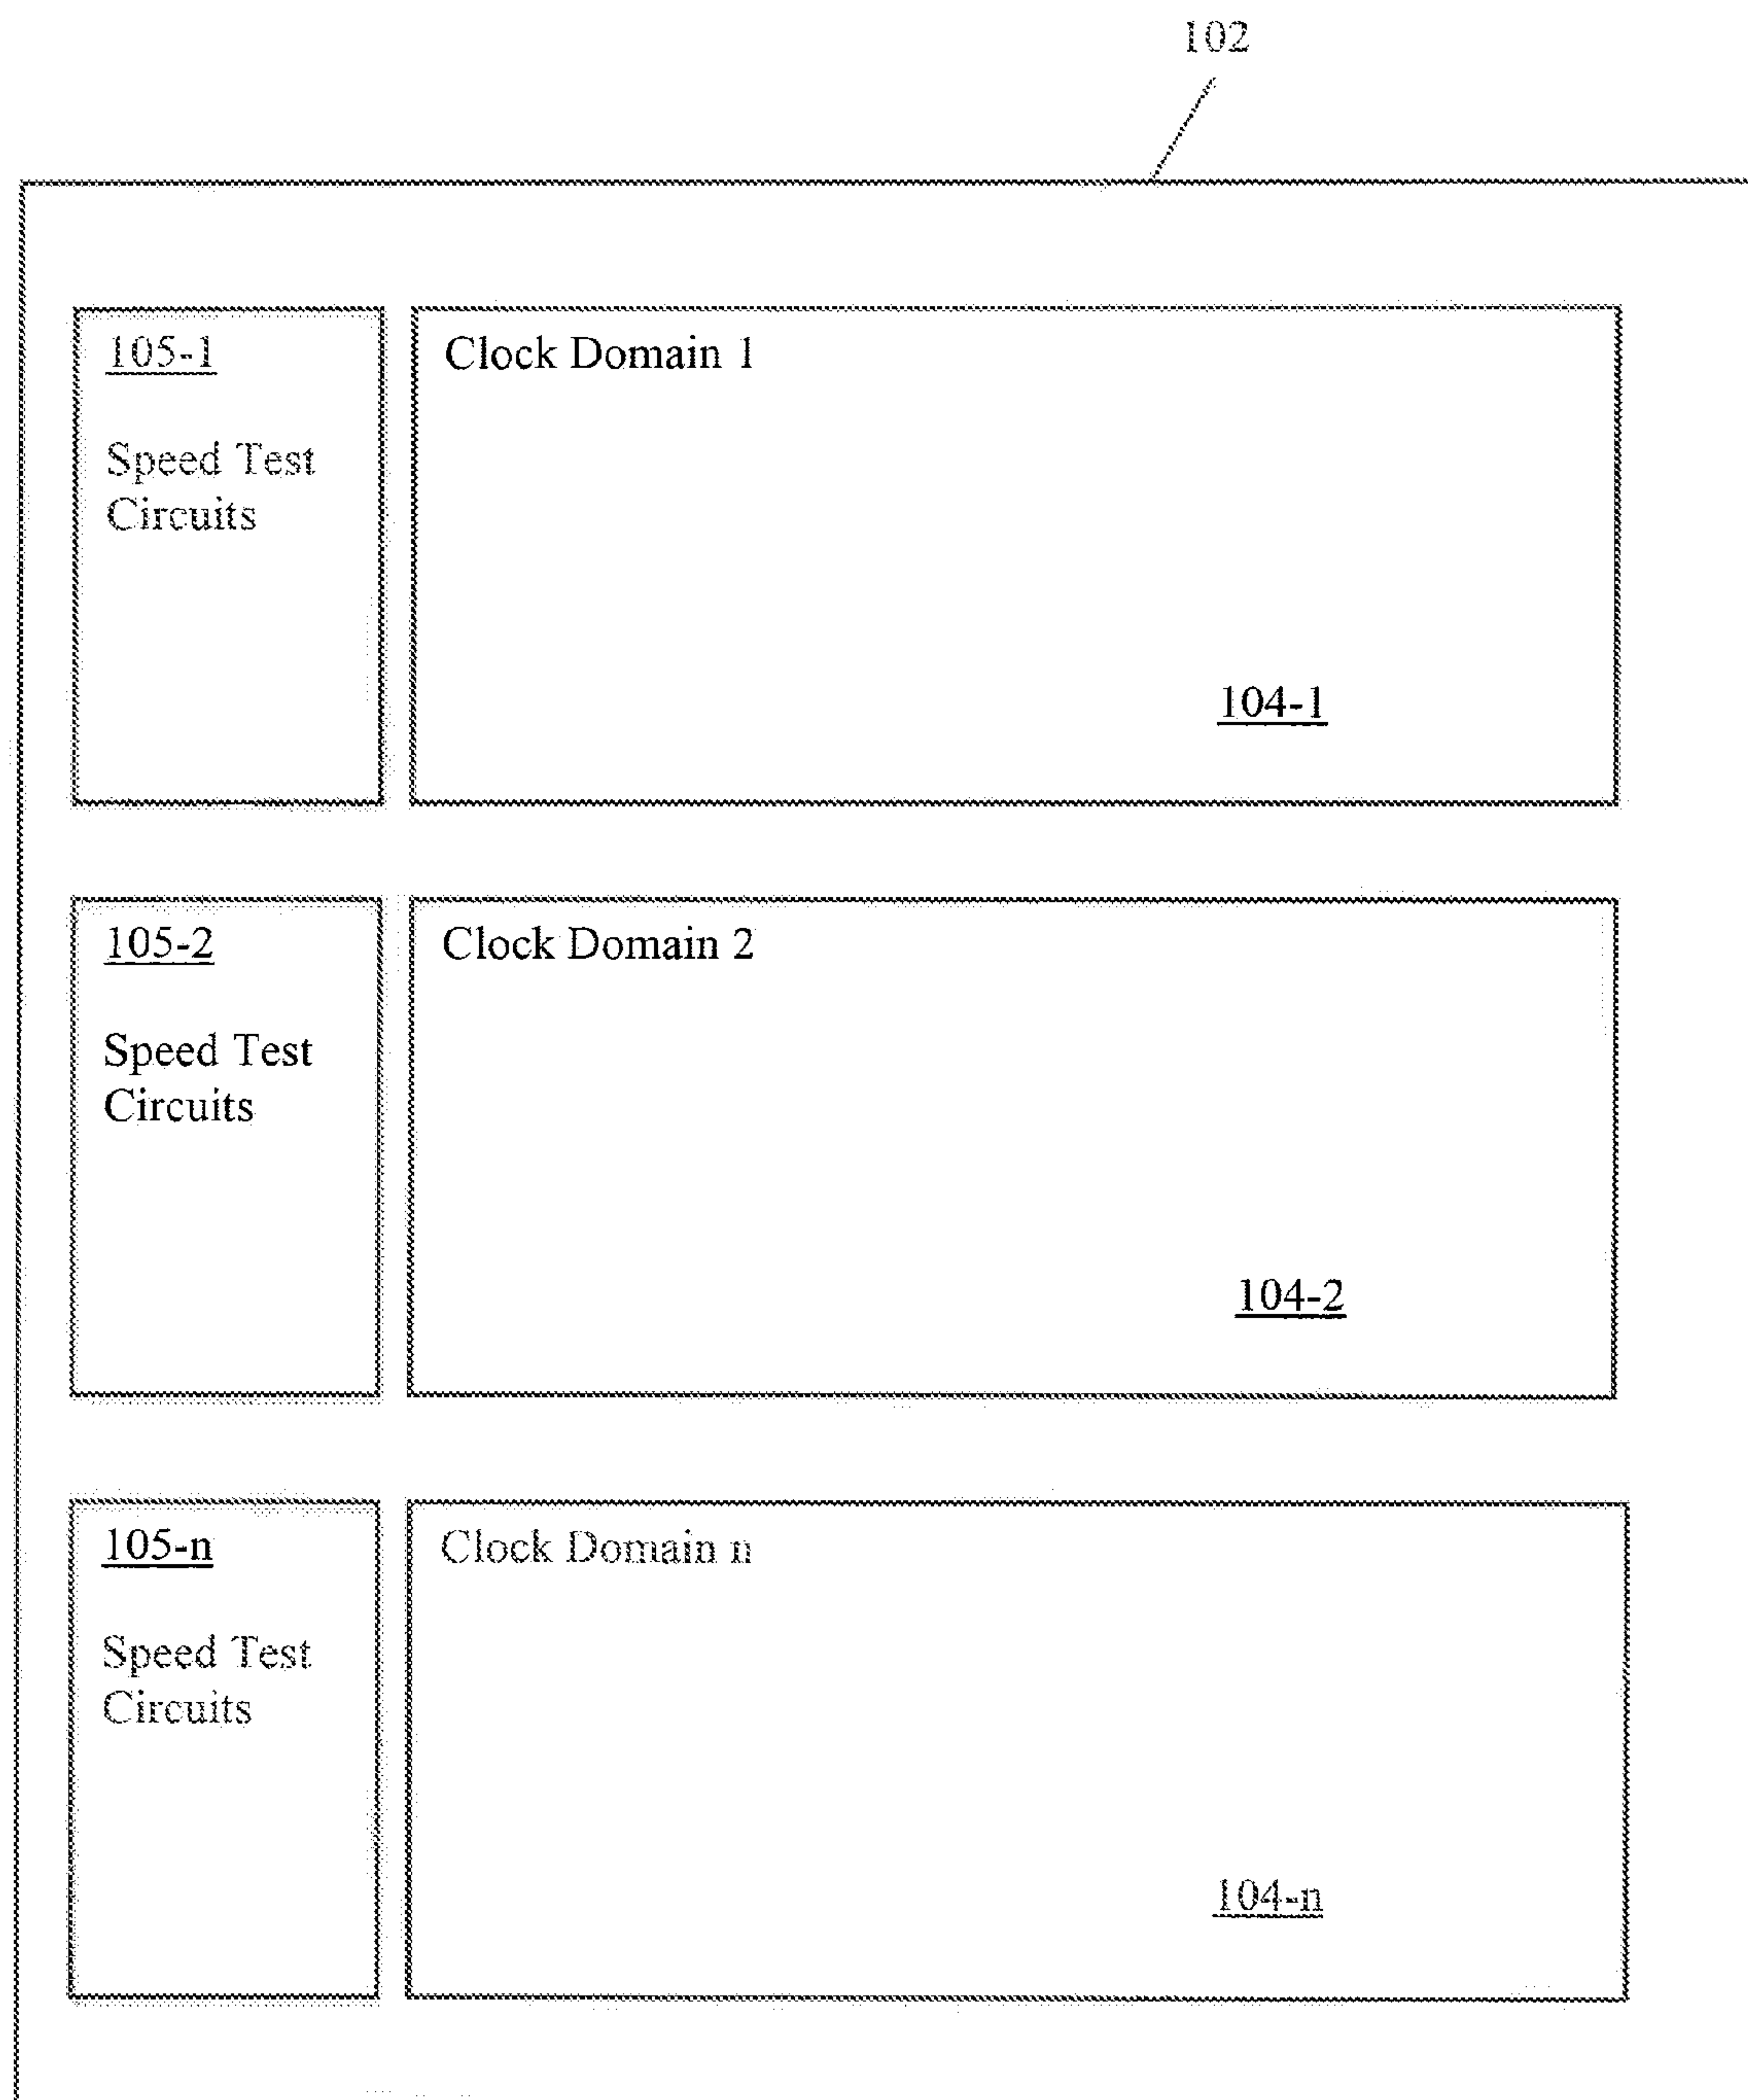 102
105-1
Speed Test
Circuits
Clock Domain 1
104-1
105-2
Speed Test
Circuits
Clock Domain 2
104-2
105-n
Speed Test
Circuits
Clock Domain n
104-n